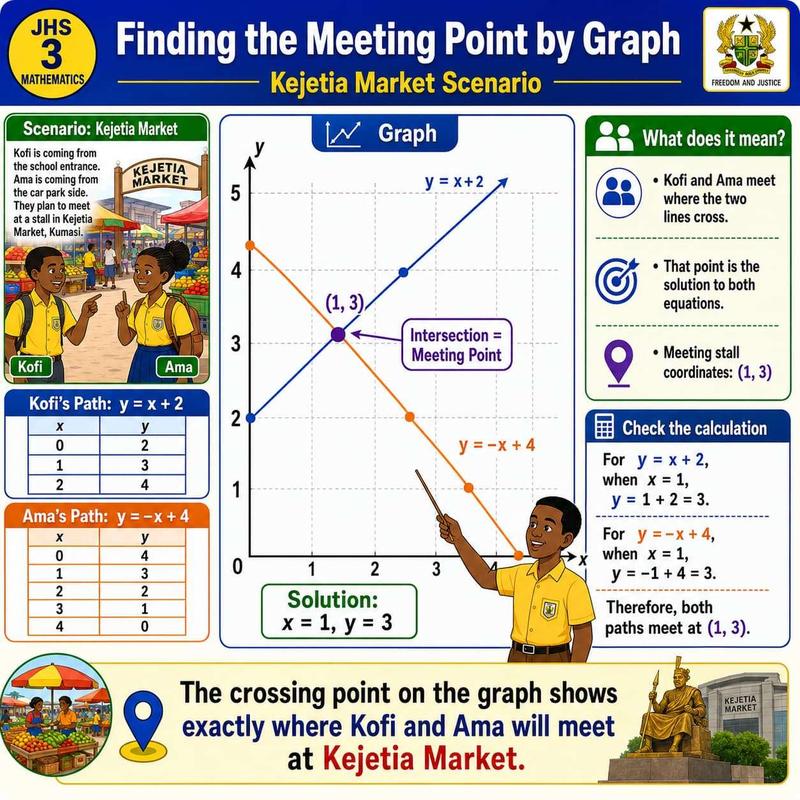 JHS
3
MATHEMATICS
Finding the Meeting Point by Graph
Kejetia Market Scenario
FREEDOM AND JUSTICE
Scenario: Kejetia Market
Kofi is coming from
the school entrance.
Ama is coming from
the car park side.
They plan to meet
at a stall in Kejetia
Market, Kumasi.
KEJETIA
MARKET
Kofi
Ama
Kofi's Path: y = x + 2
x y
0 2
1 3
2 4
Ama's Path: y = −x + 4
x y
0 4
1 3
2 2
3 1
4 0
Graph
y
5
4
3
2
1
0
1 2 3 4
x
y = x + 2
(1, 3)
Intersection =
Meeting Point
y = −x + 4
Solution:
x = 1, y = 3
What does it mean?
• Kofi and Ama meet
where the two
lines cross.
• That point is the
solution to both
equations.
• Meeting stall
coordinates: (1, 3)
Check the calculation
For y = x + 2,
when x = 1,
y = 1 + 2 = 3.
For y = −x + 4,
when x = 1,
y = −1 + 4 = 3.
Therefore, both
paths meet at (1, 3).
The crossing point on the graph shows
exactly where Kofi and Ama will meet
at Kejetia Market.
KEJETIA
MARKET